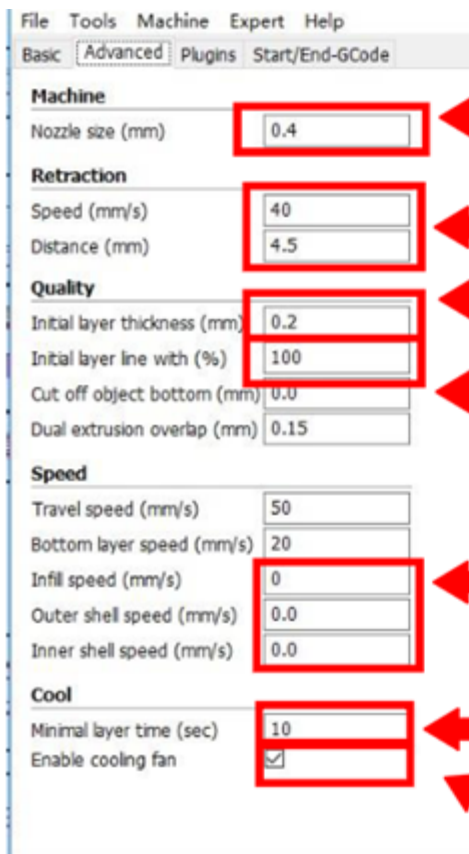 File Tools Machine Expert Help
Basic Advanced Plugins Start/End-GCode
Machine
Nozzle size (mm) 0.4
Retraction
Speed (mm/s) 40
Distance (mm) 4.5
Quality
Initial layer thickness (mm) 0.2
Initial layer line with (%) 100
Cut off object bottom (mm) 0.0
Dual extrusion overlap (mm) 0.15
Speed
Travel speed (mm/s) 50
Bottom layer speed (mm/s) 20
Infill speed (mm/s) 0
Outer shell speed (mm/s) 0.0
Inner shell speed (mm/s) 0.0
Cool
Minimal layer time (sec) 10
Enable cooling fan